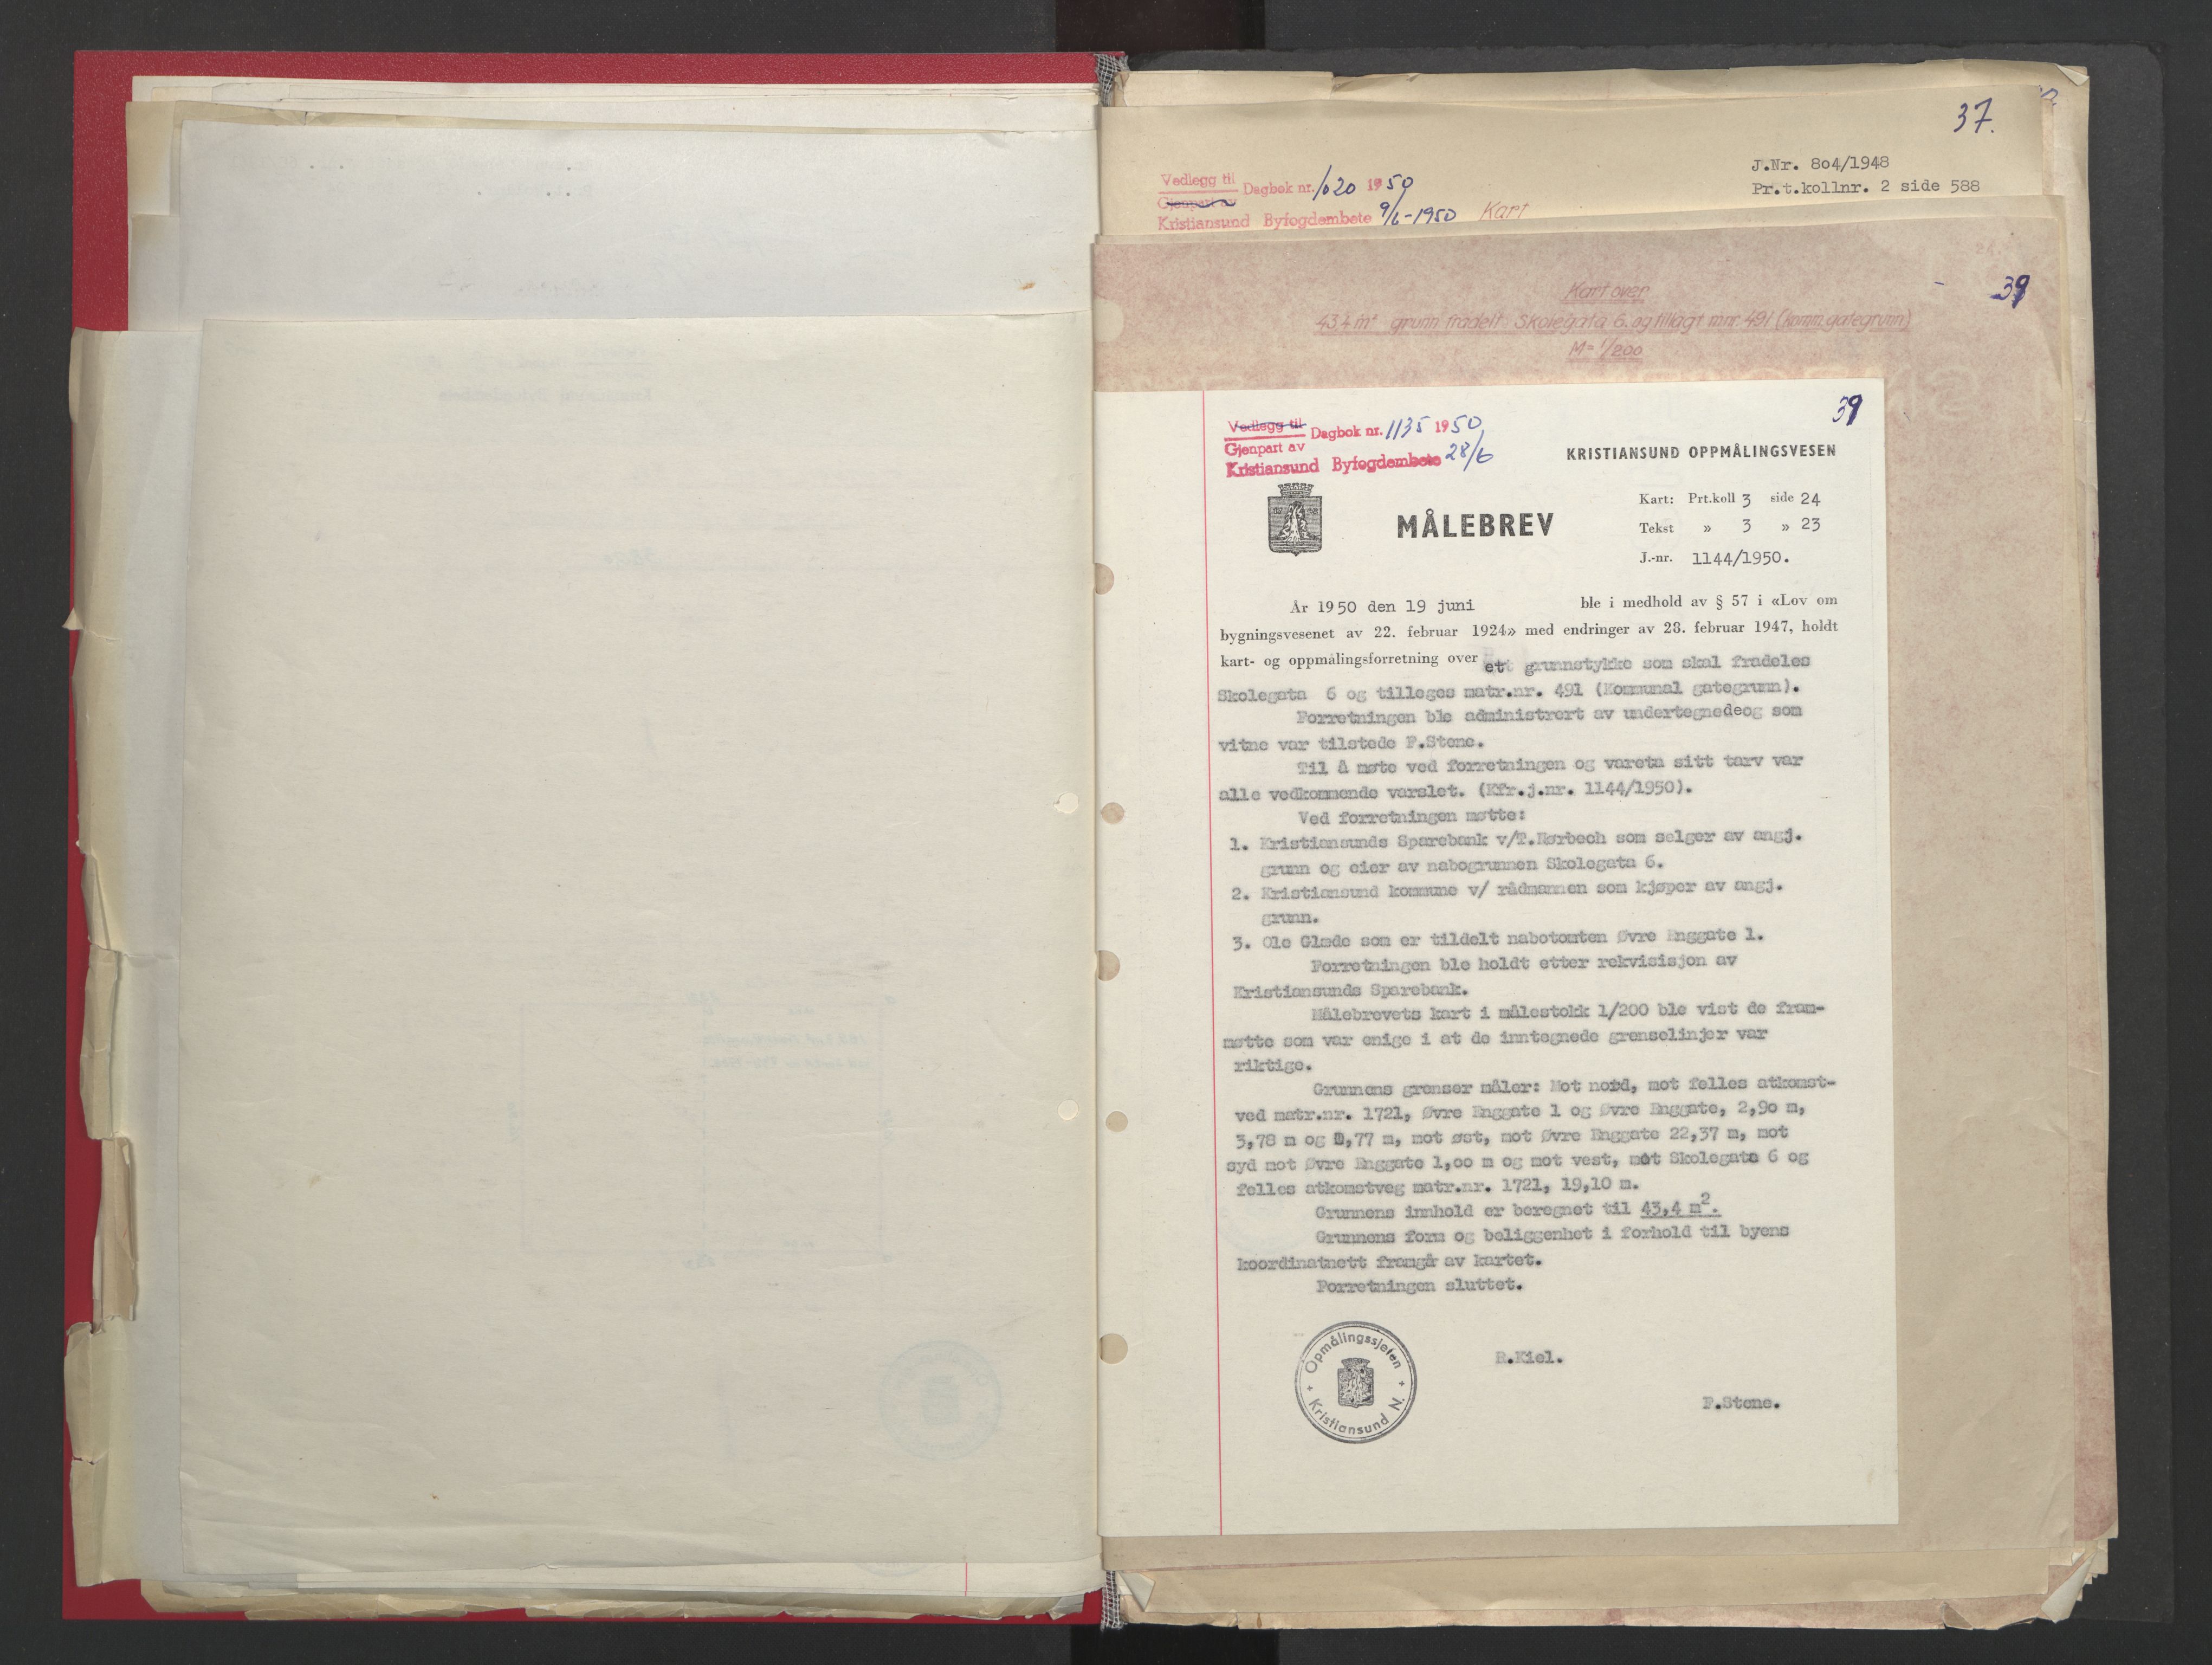 37.
J.Nr. 8o4/1948
Pr.t.kollnr. 2 side 588
Vedlegg til
Gjenpart av
Dagbok nr. 1020 1950
Kristiansund Byfogdembete 9/6-1950 Kart
39
Kart over
43,4 m² grunn fradelt Skolegata 6. og tillagt mnr. 491 (komm. gategrunn)
M= 1/200
39
Vedlegg til
Gjenpart av
Dagbok nr. 1135 1950
Kristiansund Byfogdembete 28/6
KRISTIANSUND OPPMÅLINGSVESEN
MÅLEBREV
Kart: Prt.koll 3 side 24
Tekst » 3 » 23
J.-nr. 1144/1950.
År 1950 den 19 juni ble i medhold av § 57 i «Lov om
bygningsvesenet av 22. februar 1924» med endringer av 28. februar 1947, holdt
kart- og oppmålingsforretning over ett grunnstykke som skal fradeles
Skolegata 6 og tilleges matr.nr. 491 (Kommunal gategrunn).
Forretningen ble administrert av undertegnedeog som
vitne var tilstede F.Stene.
Til å møte ved forretningen og vareta sitt tarv var
alle vedkommende varslet. (Kfr.j.nr. 1144/1950).
Ved forretningen møtte:
1. Kristiansunds Sparebank v/T.Nørbech som selger av angj.
grunn og eier av nabogrunnen Skolegata 6.
2. Kristiansund kommune v/ rådmannen som kjøper av angj.
grunn.
3. Ole Glæde som er tildelt nabotomten Øvre Enggate 1.
Forretningen ble holdt etter rekvisisjon av
Kristiansunds Sparebank.
Målebrevets kart i målestokk 1/200 ble vist de fram-
møtte som var enige i at de inntegnede grenselinjer var
riktige.
Grunnens grenser måler: Mot nord, mot felles atkomst-
ved matr.nr. 1721, Øvre Enggate 1 og Øvre Enggate, 2,9o m,
3,78 m og 0,77 m, mot øst, mot Øvre Enggate 22,37 m, mot
syd mot Øvre Enggate 1,oo m og mot vest, mot Skolegata 6 og
felles atkomstveg matr.nr. 1721, 19,10 m.
Grunnens innhold er beregnet til 43,4 m2.
Grunnens form og beliggenhet i forhold til byens
koordinatnett framgår av kartet.
Forretningen sluttet.
Opmålingssjefen
Kristiansund N.
R.Kiel.
F.Stene.